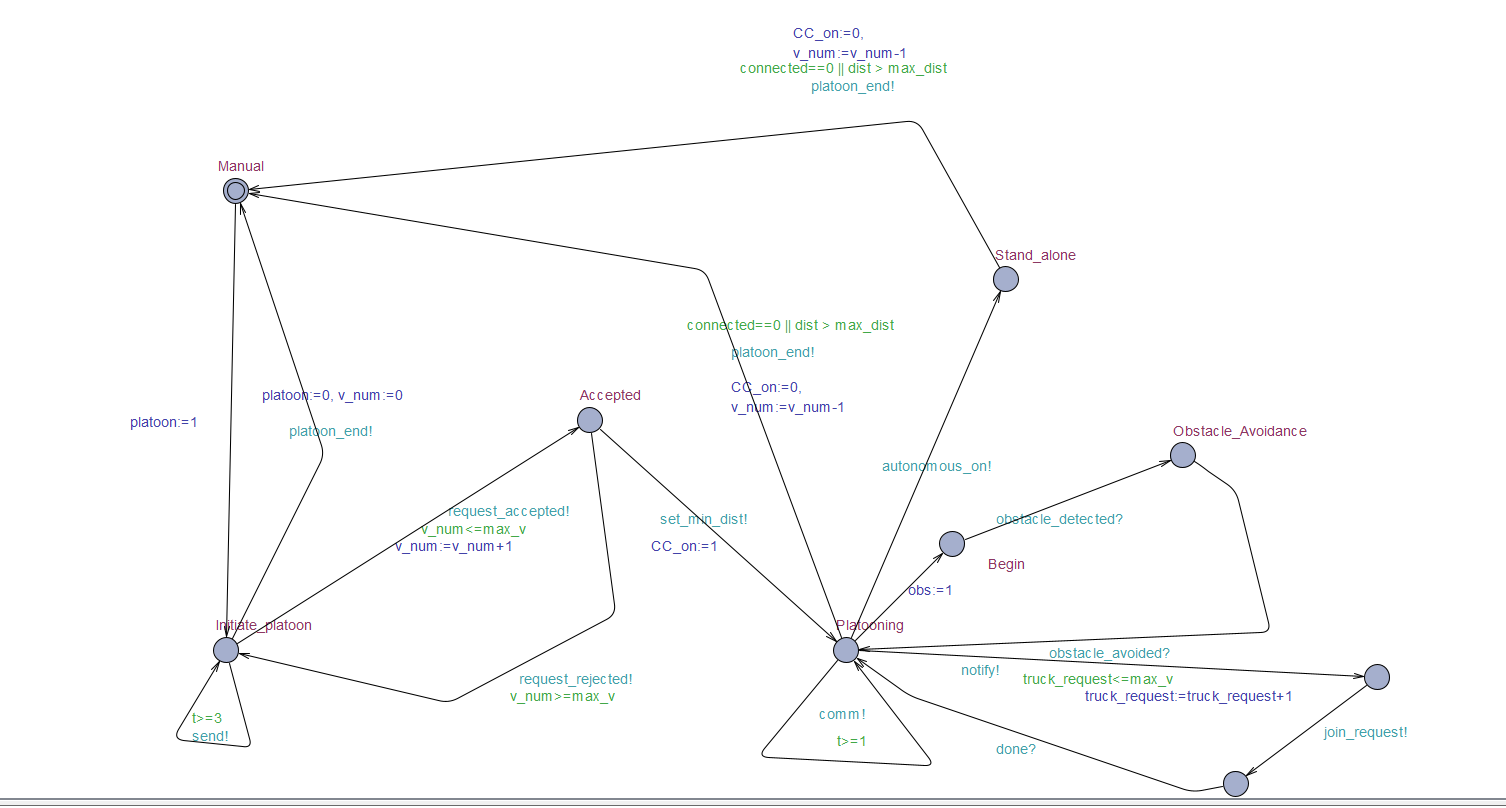 CC_on:=0,
v_num:=v_num-1
connected==0 || dist > max_dist
platoon_end!
Manual
Stand_alone
connected==0 || dist > max_dist
platoon_end!
CC_on:=0,
v_num:=v_num-1
platoon:=0, v_num:=0
platoon:=1
platoon_end!
Accepted
Obstacle_Avoidance
autonomous_on!
request_accepted!
v_num<=max_v
v_num:=v_num+1
set_min_dist!
CC_on:=1
obstacle_detected?
Begin
obs:=1
Initiate_platoon
Platooning
obstacle_avoided?
notify!
truck_request<=max_v
truck_request:=truck_request+1
request_rejected!
v_num>=max_v
t>=3
send!
comm!
t>=1
done?
join_request!